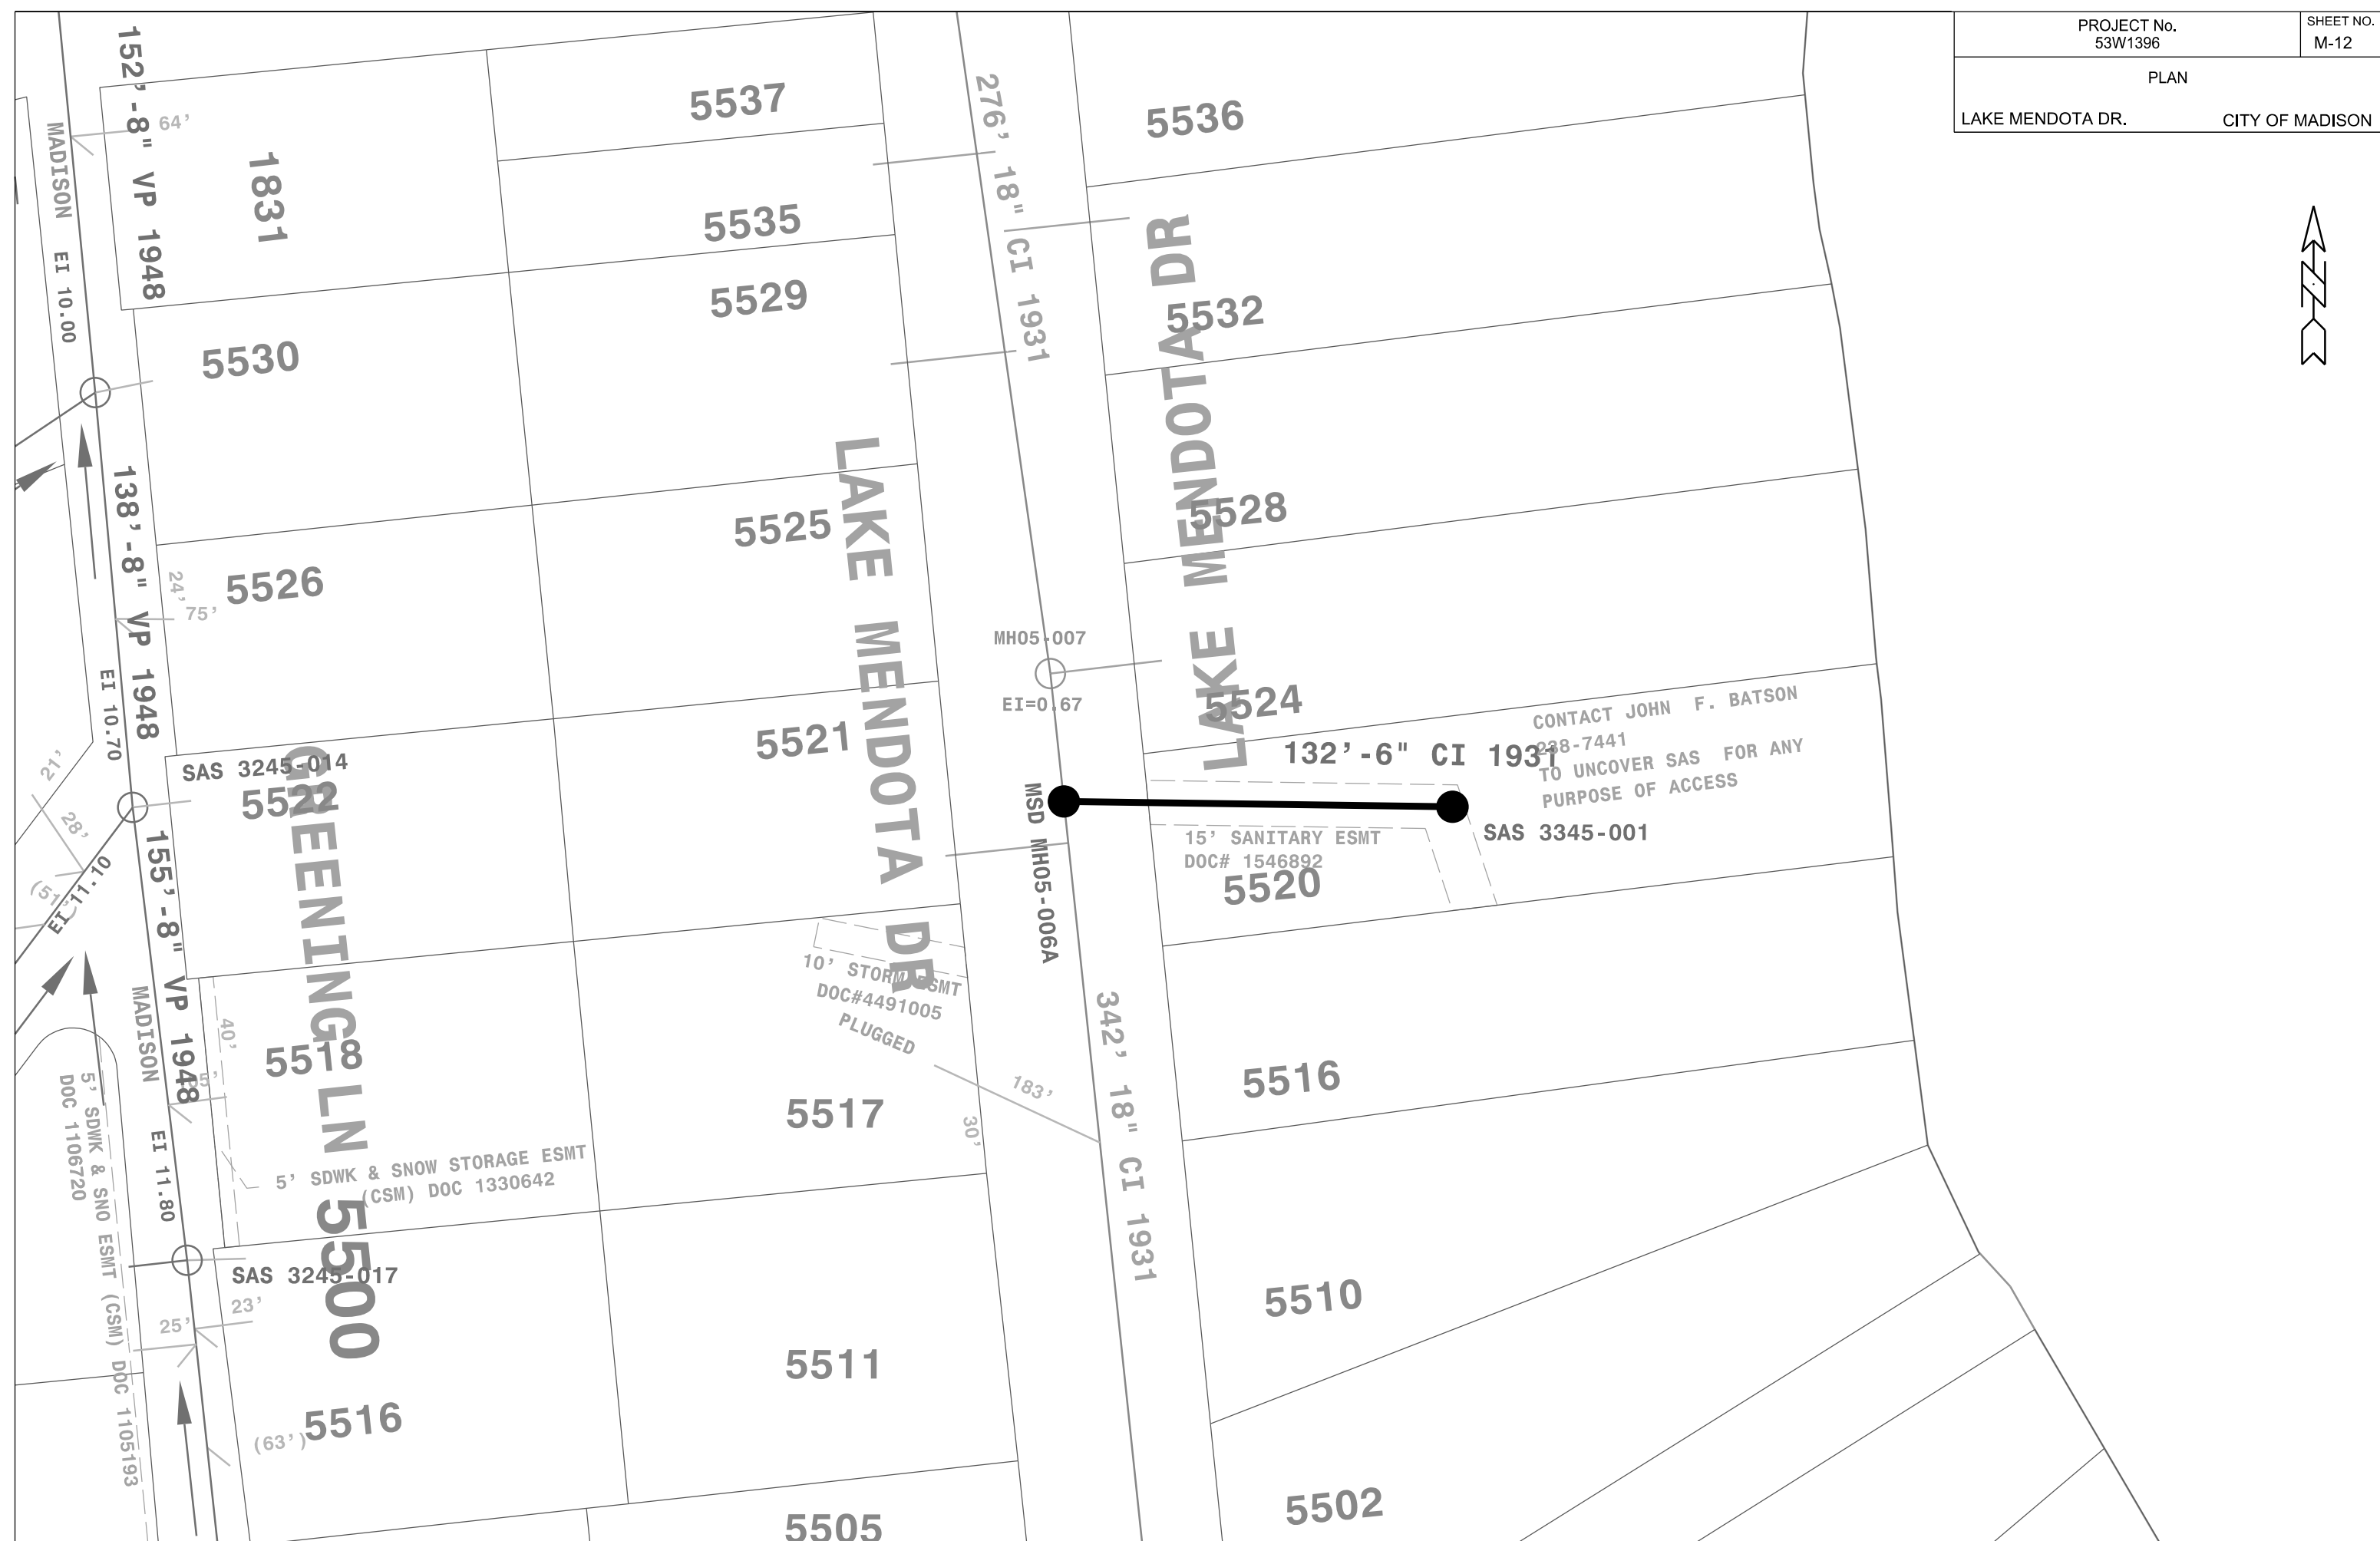 PROJECT No.
53W1396
SHEET NO.
M-12
PLAN
LAKE MENDOTA DR.
CITY OF MADISON
N
152'-8" VP 1948
64'
MADISON
EI 10.00
1831
5537
5535
5529
5530
276' 18" CI 1931
5536
5532
5528
5524
LAKE MENDOTA DR
LAKE MENDOTA DR
138'-8" VP 1948
24'
75'
5526
5525
EI 10.70
MH05-007
EI=0.67
21'
28'
(51')
EI 11.10
SAS 3245-014
5522
5521
GREENING LN 5500
155'-8" VP 1948
132'-6" CI 1931
CONTACT JOHN F. BATSON
238-7441
TO UNCOVER SAS FOR ANY
PURPOSE OF ACCESS
MSD MH05-006A
15' SANITARY ESMT
DOC# 1546892
SAS 3345-001
5520
10' STORM ESMT
DOC#4491005
PLUGGED
MADISON
40'
5518
EI 11.80
5' SDWK & SNO ESMT (CSM) DOC 1105193
DOC 1106720
5' SDWK & SNOW STORAGE ESMT
(CSM) DOC 1330642
5517
183'
30'
342' 18" CI 1931
5516
SAS 3245-017
23'
25'
5510
5511
5516
(63')
5505
5502